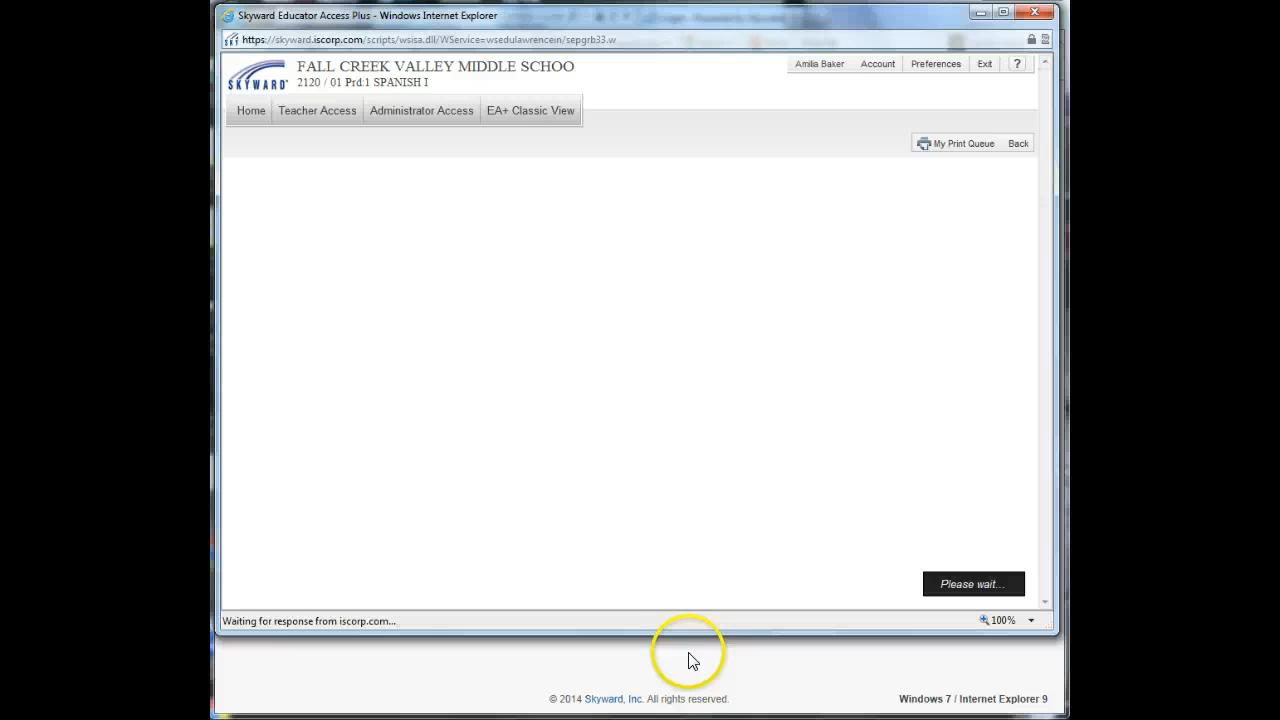 Skyward Educator Access Plus - Windows Internet Explorer
https://skyward.iscorp.com/scripts/wsisa.dll/WService=wsedulawrencein/sepgrb33.w
SKYWARD
FALL CREEK VALLEY MIDDLE SCHOO
2120 / 01 Prd:1 SPANISH I
Amilia Baker Account Preferences Exit ?
Home Teacher Access Administrator Access EA+ Classic View
My Print Queue Back
Please wait...
Waiting for response from iscorp.com...
100%
© 2014 Skyward, Inc. All rights reserved.
Windows 7 / Internet Explorer 9